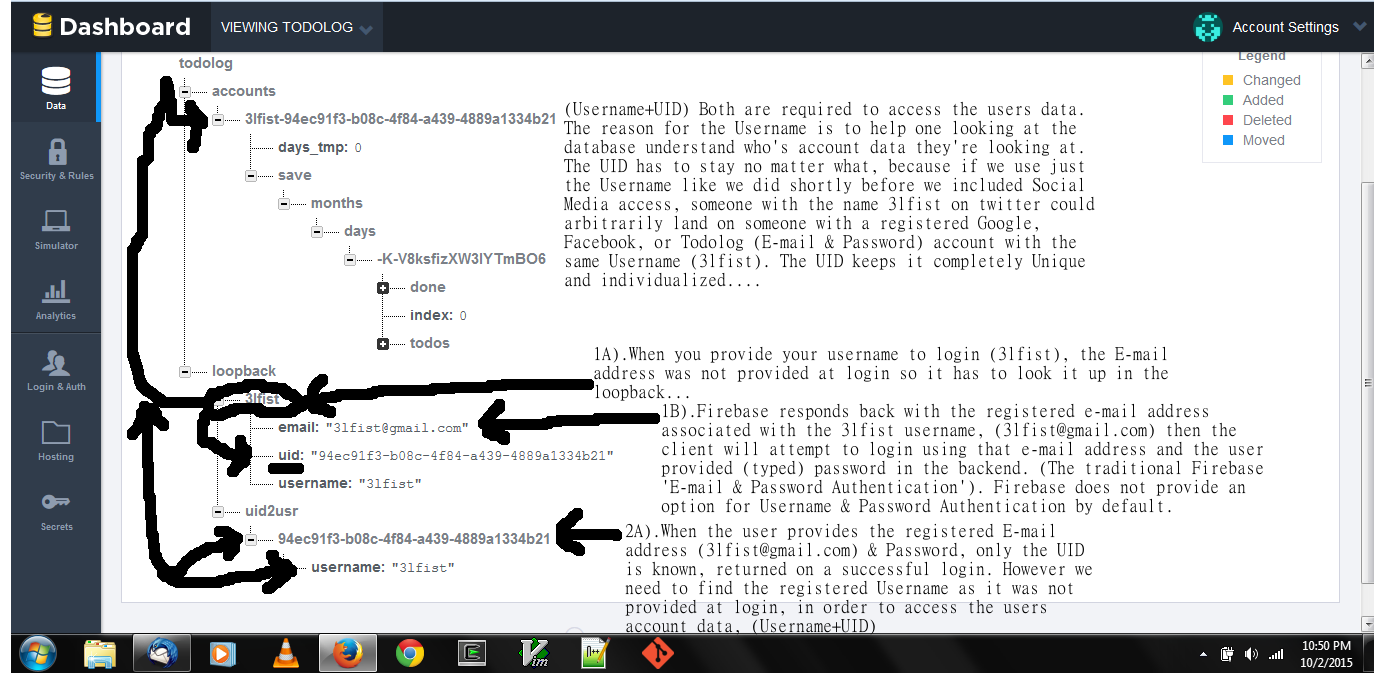 Dashboard
VIEWING TODOLOG
Account Settings
Data
Security & Rules
Simulator
Analytics
Login & Auth
Hosting
Secrets
todolog
accounts
3lfist-94ec91f3-b08c-4f84-a439-4889a1334b21
days_tmp: 0
save
months
days
-K-V8ksfizXW3lYTmBO6
done
index: 0
todos
loopback
3lfist
email: "3lfist@gmail.com"
uid: "94ec91f3-b08c-4f84-a439-4889a1334b21"
username: "3lfist"
uid2usr
94ec91f3-b08c-4f84-a439-4889a1334b21
username: "3lfist"
Legend
Changed
Added
Deleted
Moved
(Username+UID) Both are required to access the users data.
The reason for the Username is to help one looking at the
database understand who's account data they're looking at.
The UID has to stay no matter what, because if we use just
the Username like we did shortly before we included Social
Media access, someone with the name 3lfist on twitter could
arbitrarily land on someone with a registered Google,
Facebook, or Todolog (E-mail & Password) account with the
same Username (3lfist). The UID keeps it completely Unique
and individualized....
1A).When you provide your username to login (3lfist), the E-mail
address was not provided at login so it has to look it up in the
loopback...
1B).Firebase responds back with the registered e-mail address
associated with the 3lfist username, (3lfist@gmail.com) then the
client will attempt to login using that e-mail address and the user
provided (typed) password in the backend. (The traditional Firebase
'E-mail & Password Authentication'). Firebase does not provide an
option for Username & Password Authentication by default.
2A).When the user provides the registered E-mail
address (3lfist@gmail.com) & Password, only the UID
is known, returned on a successful login. However we
need to find the registered Username as it was not
provided at login, in order to access the users
account data, (Username+UID)
10:50 PM
10/2/2015